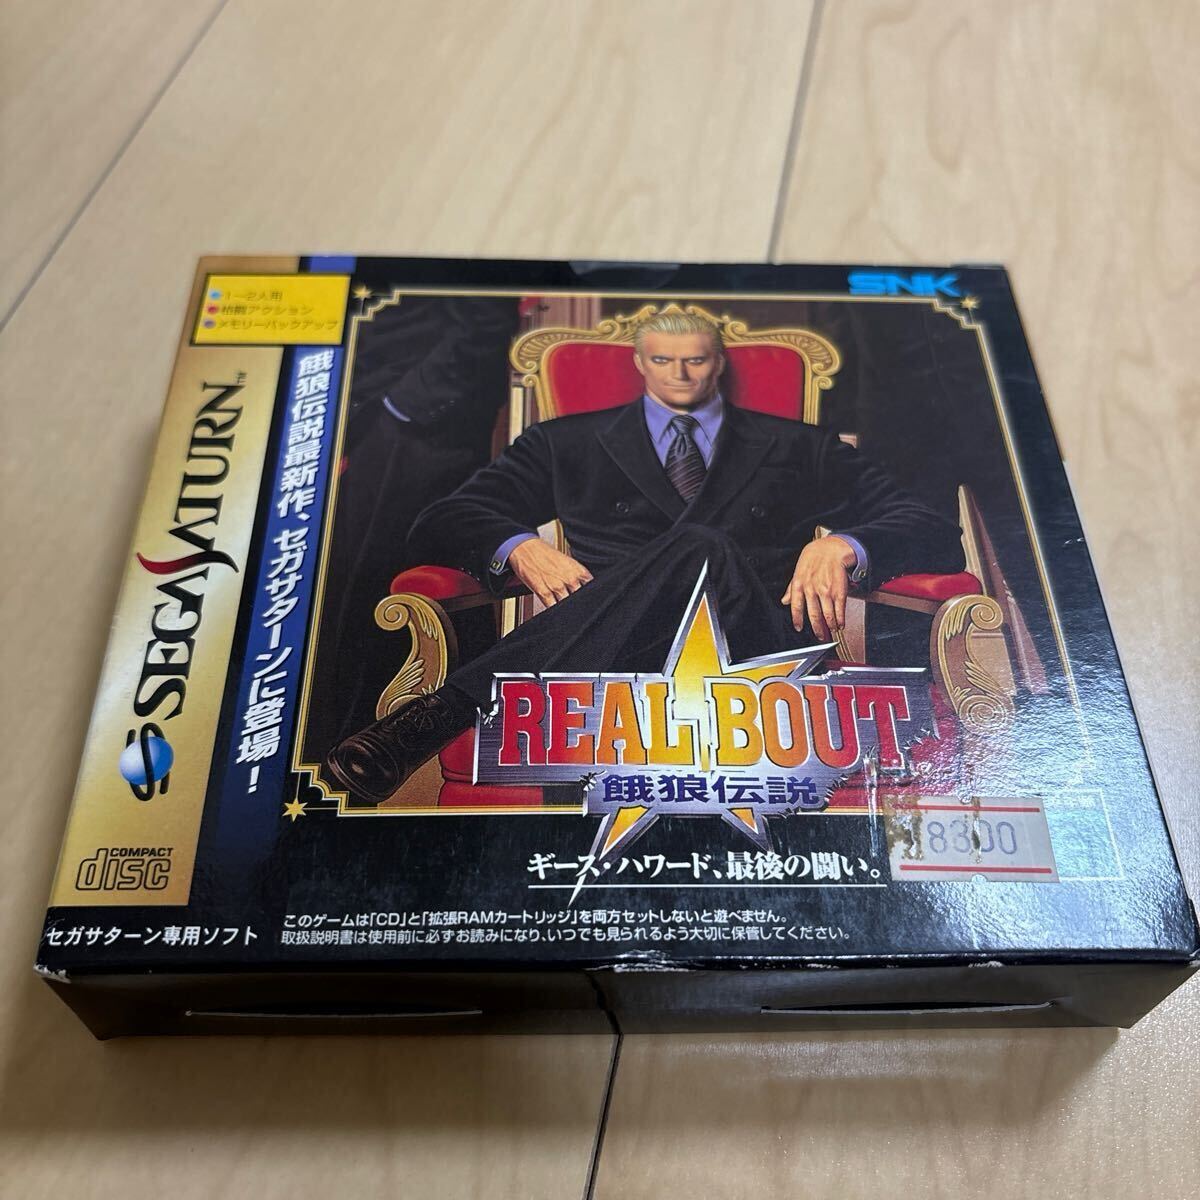 1〜2人用
格闘アクション
メモリーバックアップ
SNK
SEGA SATURN™
餓狼伝説最新作、セガサターンに登場!
REAL BOUT
餓狼伝説
8300
ギース・ハワード、最後の闘い。
COMPACT
disc
セガサターン専用ソフト
このゲームは「CD」と「拡張RAMカートリッジ」を両方セットしないと遊べません。
取扱説明書は使用前に必ずお読みになり、いつでも見られるよう大切に保管してください。